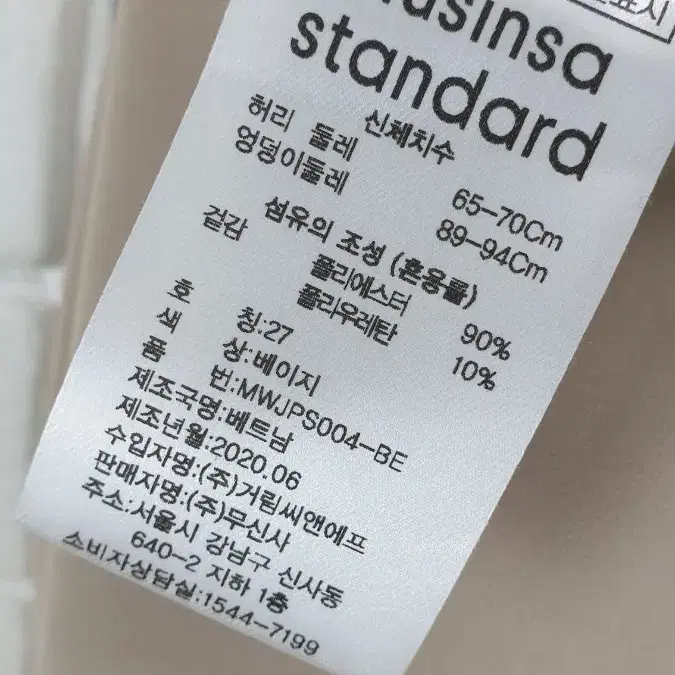 표시
usinsa
standard
신체치수
허리 둘레 65-70Cm
엉덩이둘레 89-94Cm
섬유의 조성 (혼용률)
겉감 폴리에스터 90%
폴리우레탄 10%
호 칭:27
색 상:베이지
품 번:MWJPS004-BE
제조국명:베트남
제조년월:2020.06
수입자명:(주)거림씨앤에프
판매자명:(주)무신사
주소:서울시 강남구 신사동
640-2 지하 1층
소비자상담실:1544-7199